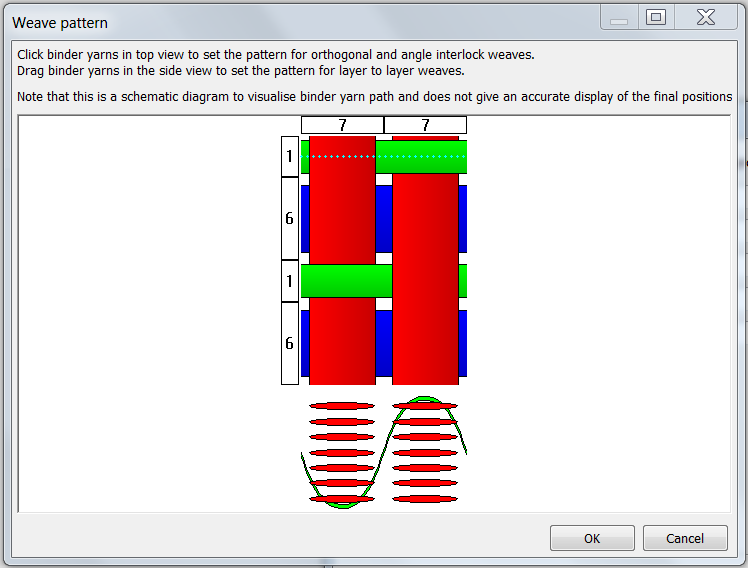 Weave pattern
Click binder yarns in top view to set the pattern for orthogonal and angle interlock weaves.
Drag binder yarns in the side view to set the pattern for layer to layer weaves.
Note that this is a schematic diagram to visualise binder yarn path and does not give an accurate display of the final positions
7 7
1
6
1
6
OK Cancel